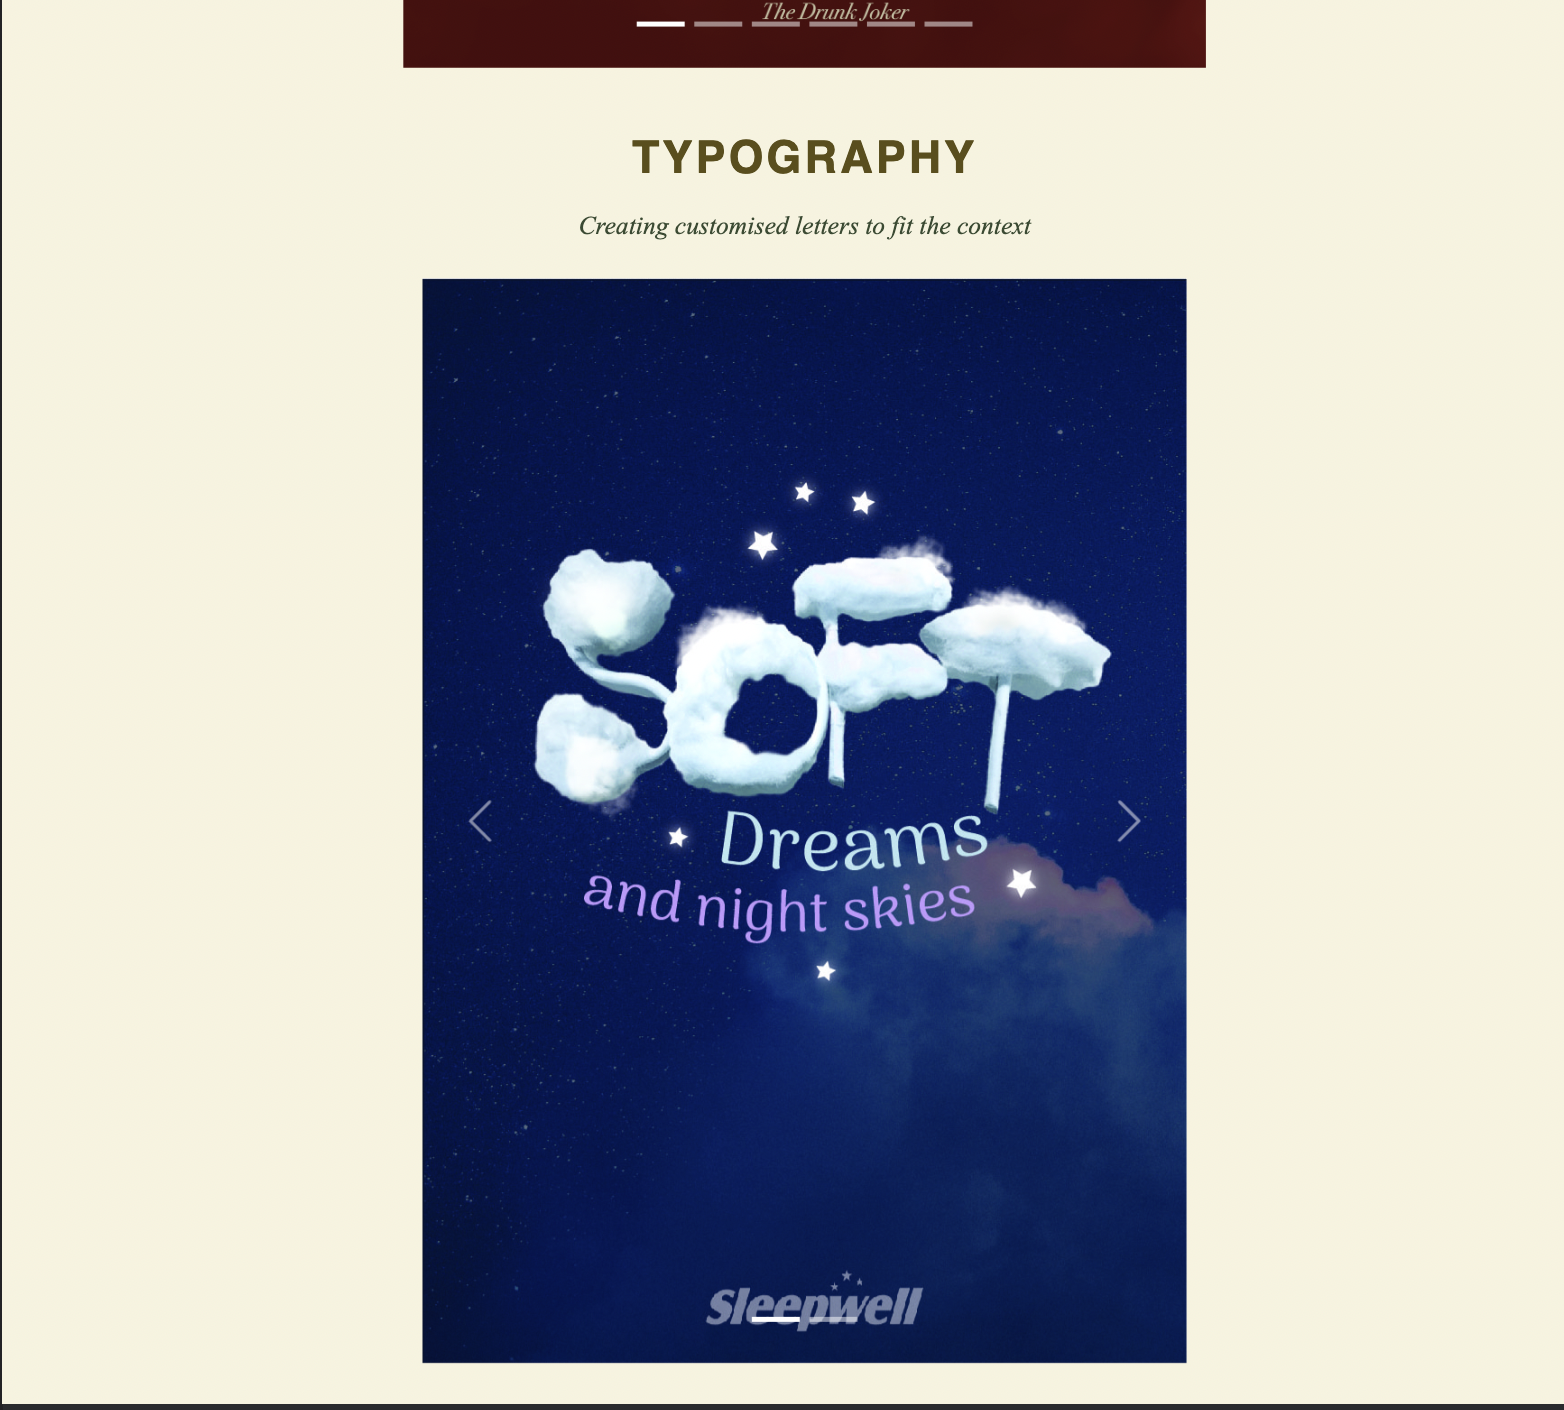 The Drunk Joker
TYPOGRAPHY
Creating customised letters to fit the context
SOFT
Dreams
and night skies
Sleepwell